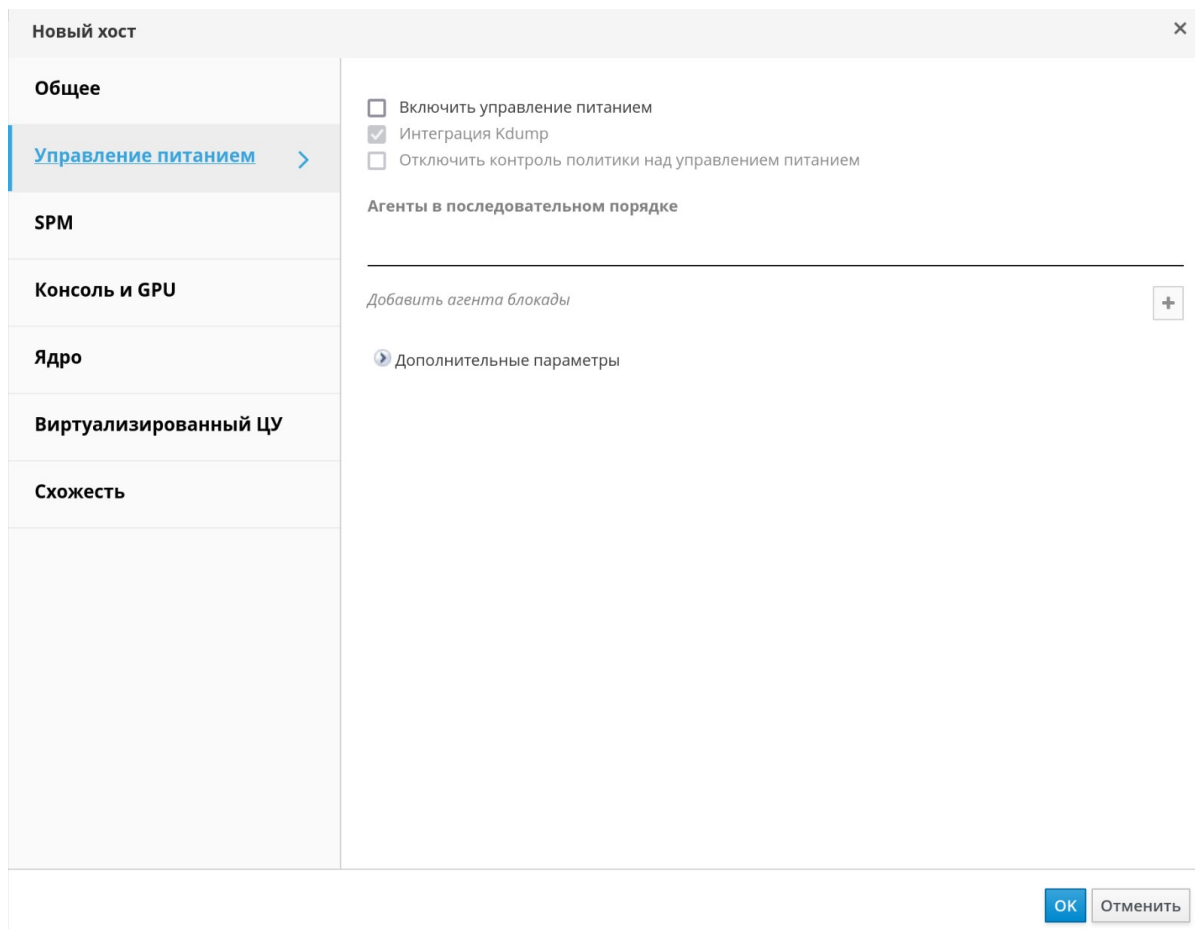 Новый хост
Общее
Управление питанием
SPM
Консоль и GPU
Ядро
Виртуализированный ЦУ
Схожесть
Включить управление питанием
Интеграция Kdump
Отключить контроль политики над управлением питанием
Агенты в последовательном порядке
Добавить агента блокады
Дополнительные параметры
OK Отменить